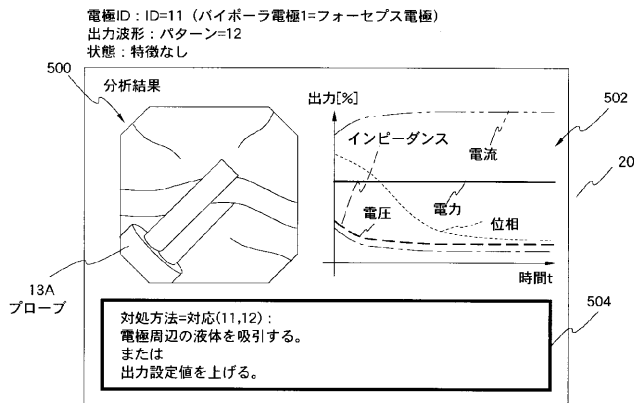 電極ID：ID=11（バイポーラ電極1=フォーセプス電極）
出力波形：パターン=12
状態：特徴なし
500
分析結果
出力[%]
502
インピーダンス
電流
20
電圧
電力
位相
13A
プローブ
時間t
504
対処方法=対応(11,12)：
電極周辺の液体を吸引する。
または
出力設定値を上げる。